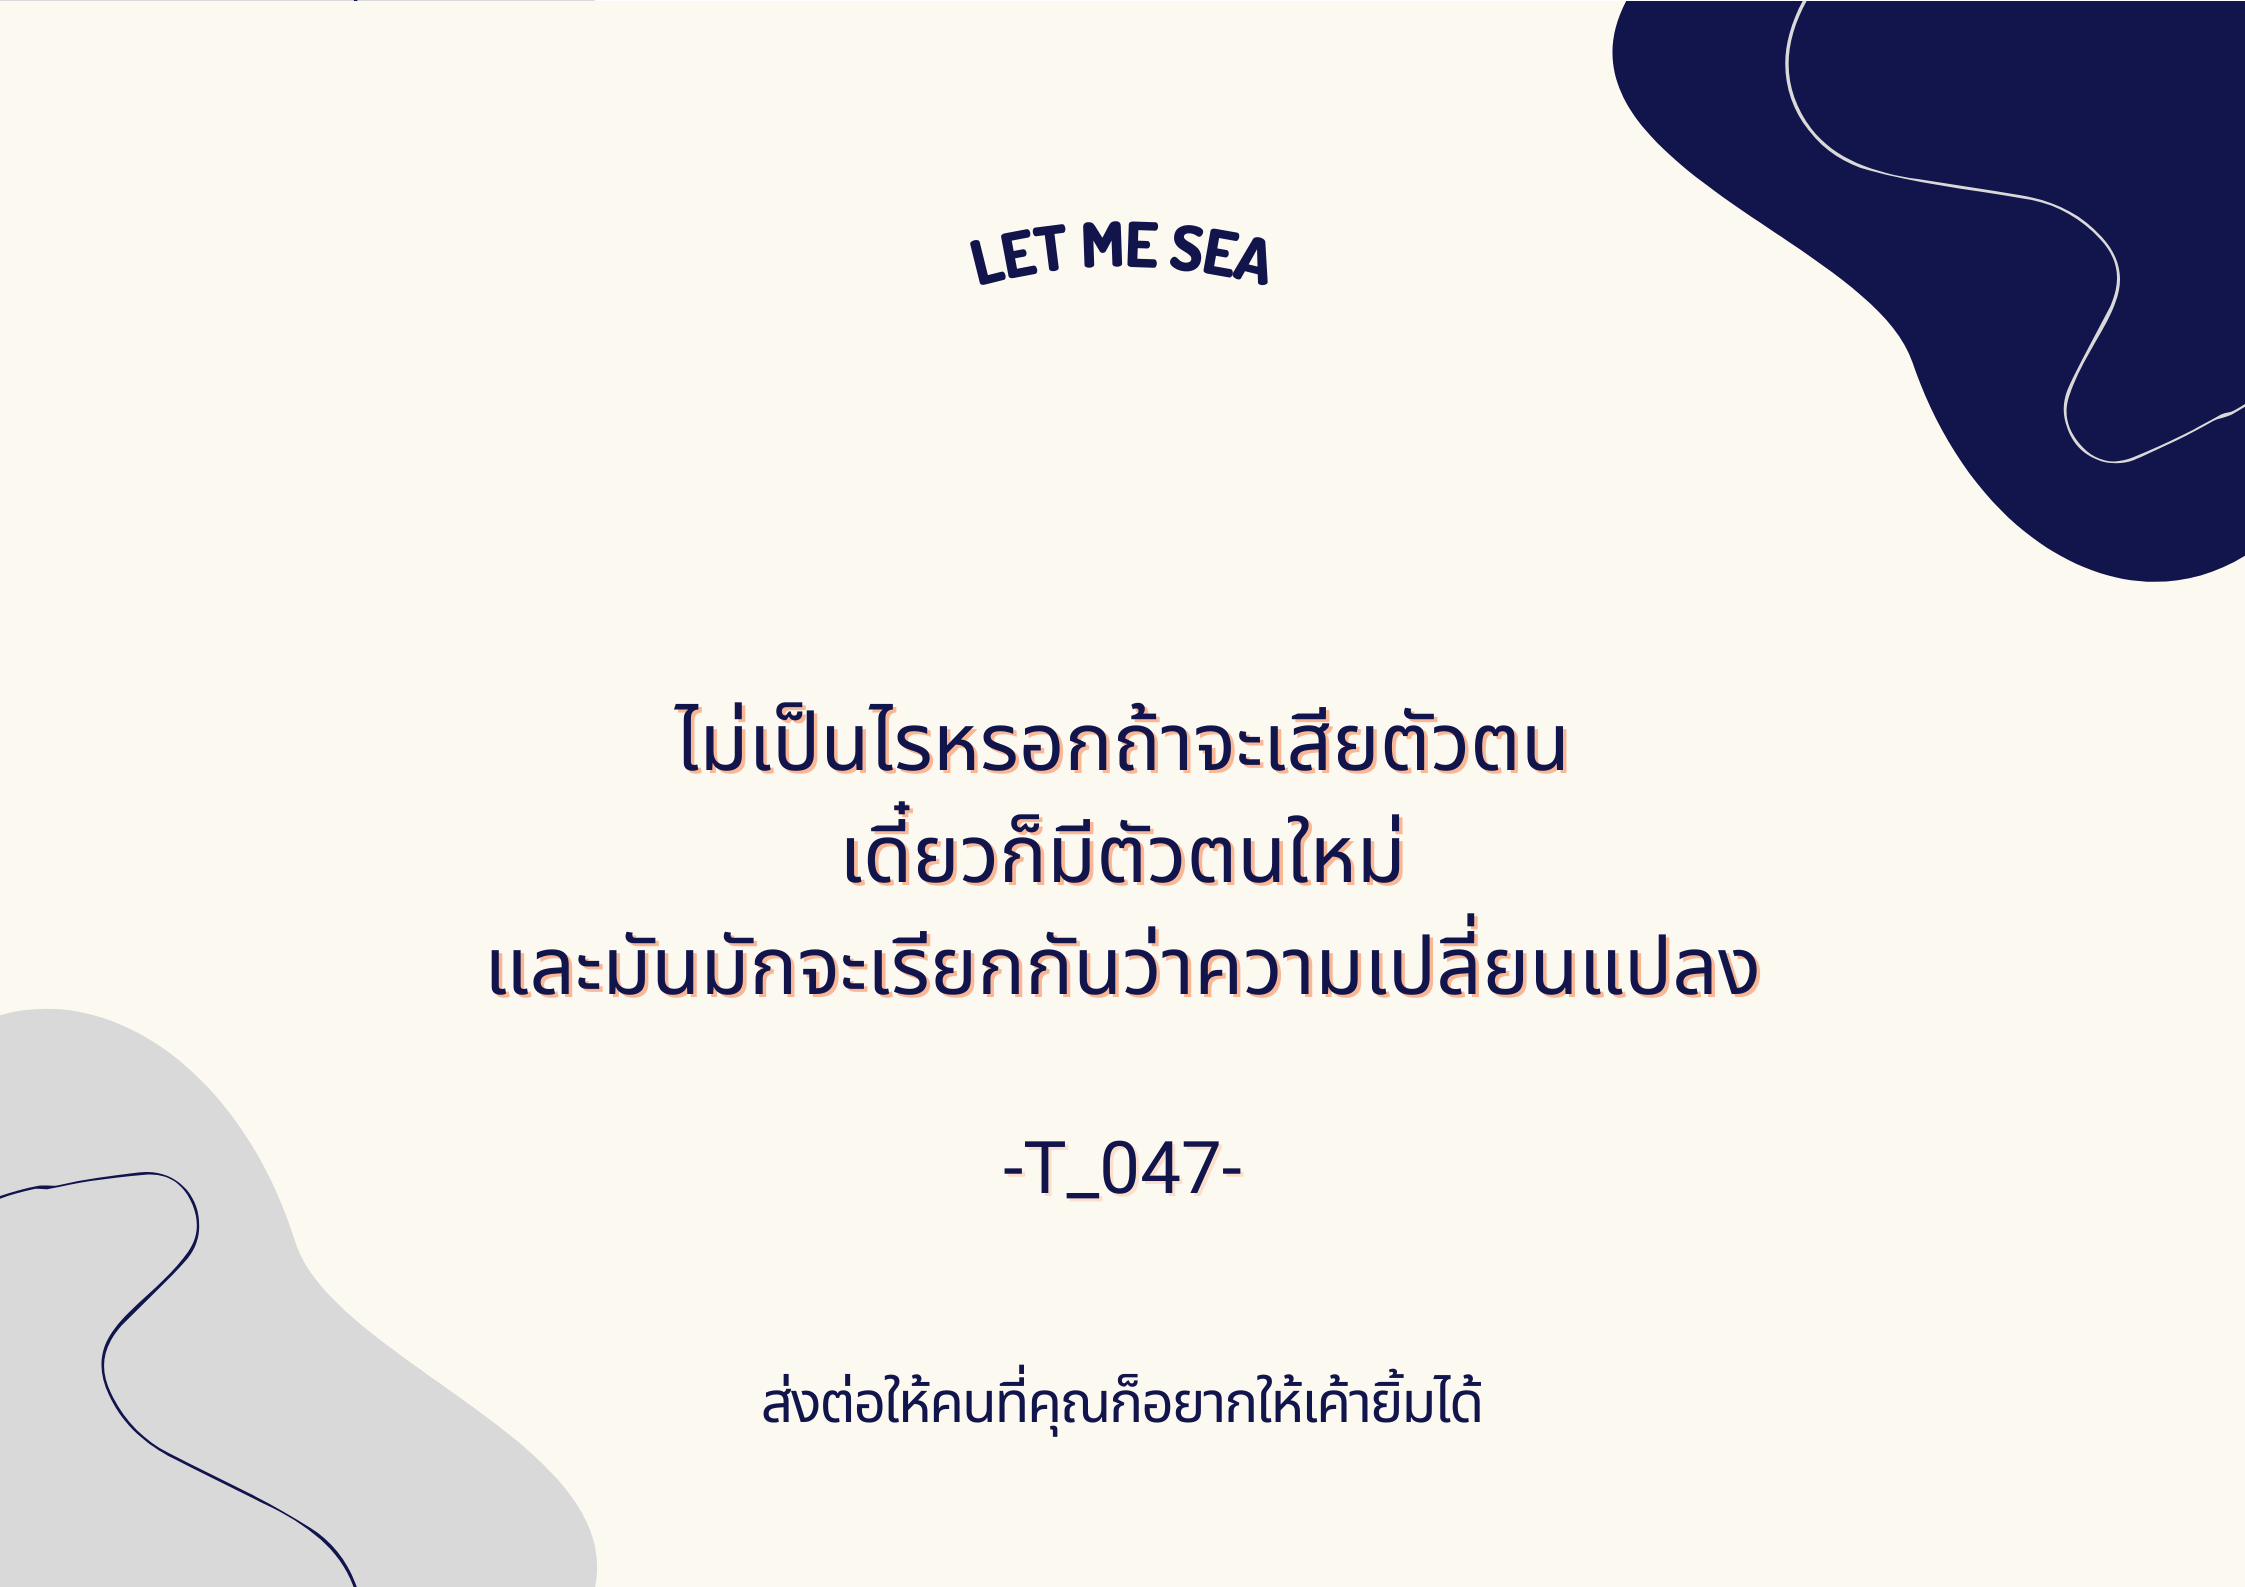 LET ME SEA
ไม่เป็นไรหรอกถ้าจะเสียตัวตน
เดี๋ยวก็มีตัวตนใหม่
และมันมักจะเรียกกันว่าความเปลี่ยนแปลง
-T_047-
ส่งต่อให้คนที่คุณก็อยากให้เค้ายิ้มได้